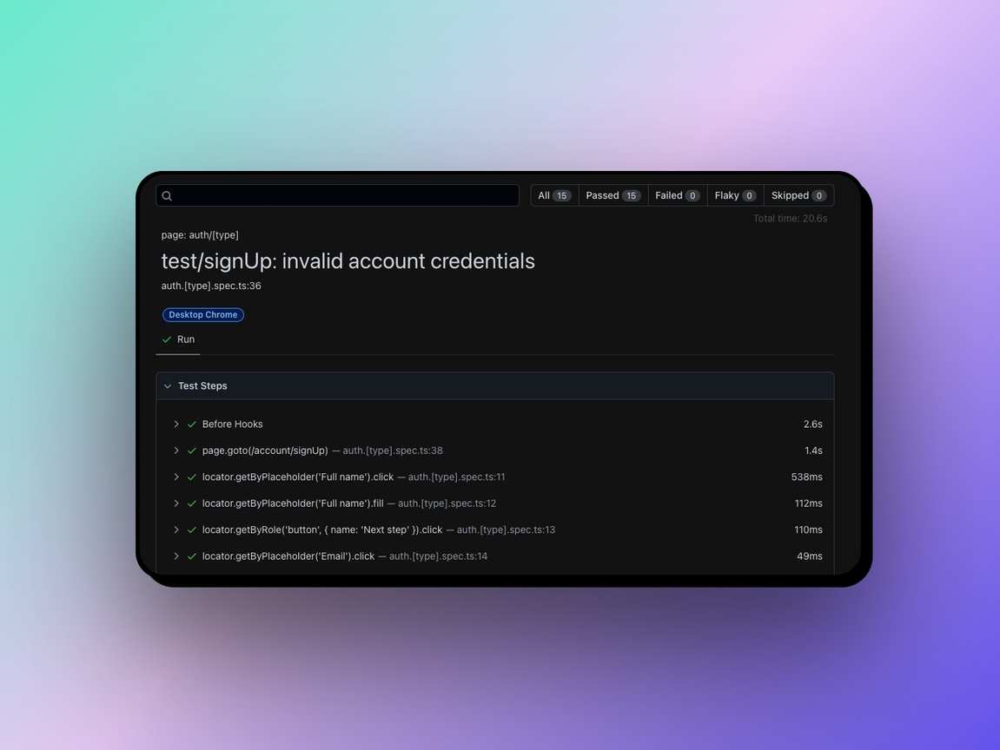 All 15 Passed 15 Failed 0 Flaky 0 Skipped 0
Total time: 20.6s
page: auth/[type]
test/signUp: invalid account credentials
auth.[type].spec.ts:36
Desktop Chrome
Run
Test Steps
Before Hooks 2.6s
page.goto(/account/signUp) — auth.[type].spec.ts:38 1.4s
locator.getByPlaceholder('Full name').click — auth.[type].spec.ts:11 538ms
locator.getByPlaceholder('Full name').fill — auth.[type].spec.ts:12 112ms
locator.getByRole('button', { name: 'Next step' }).click — auth.[type].spec.ts:13 110ms
locator.getByPlaceholder('Email').click — auth.[type].spec.ts:14 49ms